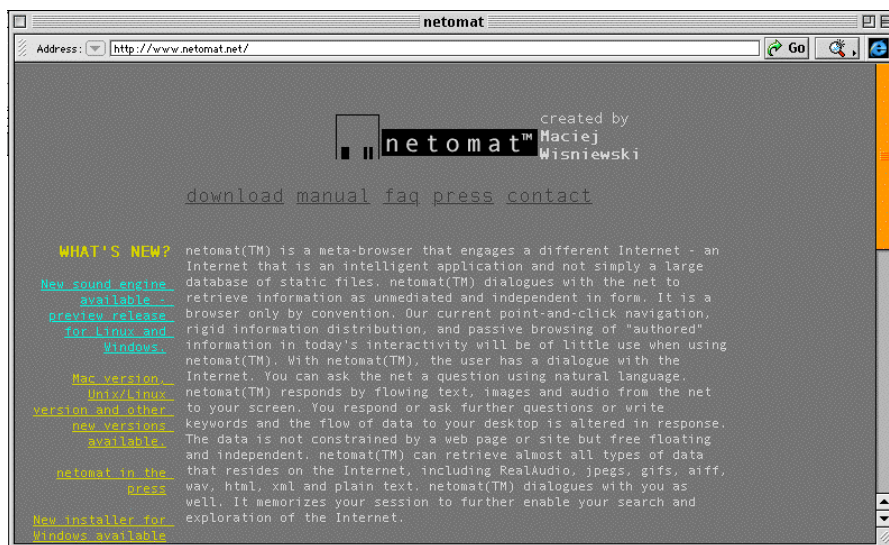 netomat
Address: http://www.netomat.net/ Go
netomat™
created by
Maciej
Wisniewski
download manual faq press contact
WHAT'S NEW?
New sound engine
available -
preview release
for Linux and
Windows.
Mac version,
Unix/Linux
version and other
new versions
available.
netomat in the
press
New installer for
Windows available
netomat(TM) is a meta-browser that engages a different Internet - an
Internet that is an intelligent application and not simply a large
database of static files. netomat(TM) dialogues with the net to
retrieve information as unmediated and independent in form. It is a
browser only by convention. Our current point-and-click navigation,
rigid information distribution, and passive browsing of "authored"
information in today's interactivity will be of little use when using
netomat(TM). With netomat(TM), the user has a dialogue with the
Internet. You can ask the net a question using natural language.
netomat(TM) responds by flowing text, images and audio from the net
to your screen. You respond or ask further questions or write
keywords and the flow of data to your desktop is altered in response.
The data is not constrained by a web page or site but free floating
and independent. netomat(TM) can retrieve almost all types of data
that resides on the Internet, including RealAudio, jpegs, gifs, aiff,
wav, html, xml and plain text. netomat(TM) dialogues with you as
well. It memorizes your session to further enable your search and
exploration of the Internet.